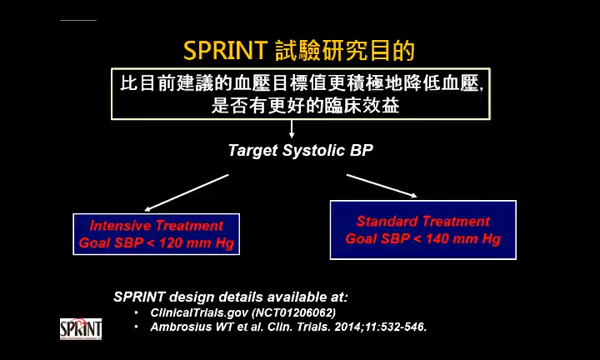 SPRINT 試驗研究目的
比目前建議的血壓目標值更積極地降低血壓,
是否有更好的臨床效益
Target Systolic BP
Intensive Treatment
Goal SBP < 120 mm Hg
Standard Treatment
Goal SBP < 140 mm Hg
SPRINT design details available at:
• ClinicalTrials.gov (NCT01206062)
• Ambrosius WT et al. Clin. Trials. 2014;11:532-546.
SPRINT